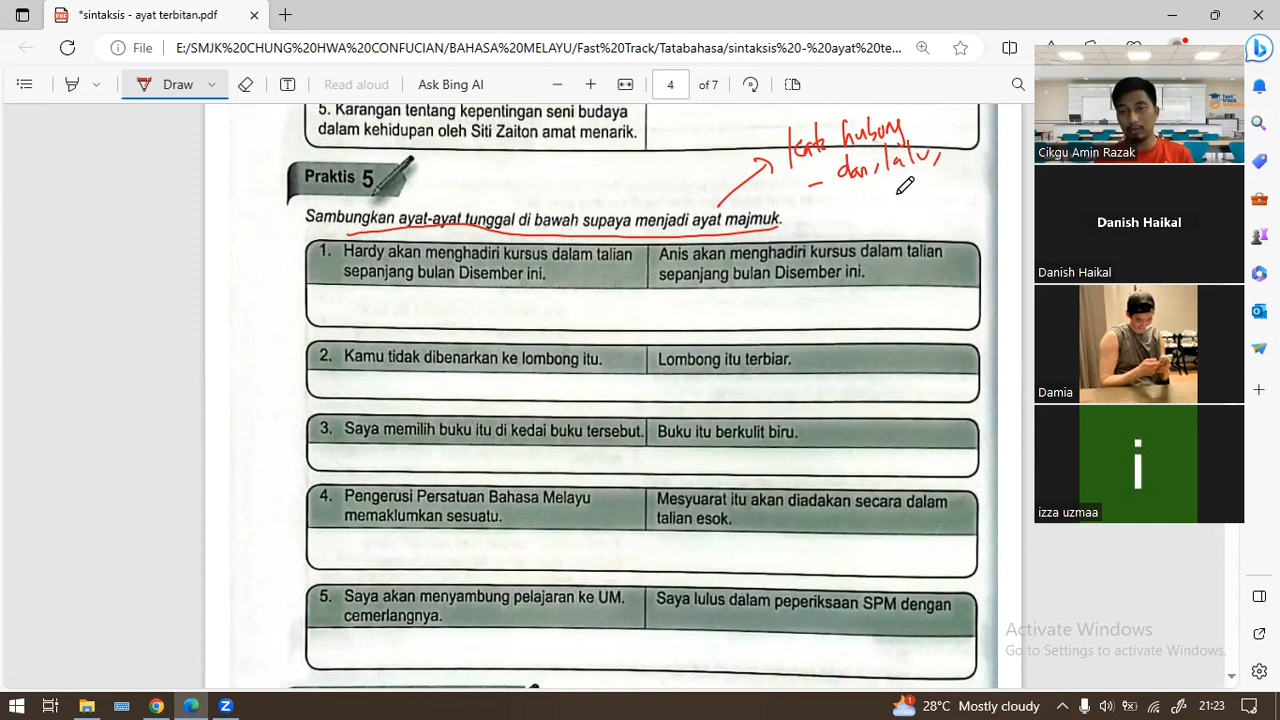 *sintaksis - ayat terbitan.pdf
File
E:/SMJK%20CHUNG%20HWA%20CONFUCIAN/BAHASA%20MELAYU/Fast%20Track/Tatabahasa/sintaksis%20-%20ayat%20te...
Draw
Read aloud
Ask Bing AI
4
of 7
5. Karangan tentang kepentingan seni budaya
dalam kehidupan oleh Siti Zaiton amat menarik.
kata hubung
- dan, lalu,
Praktis 5
Sambungkan ayat-ayat tunggal di bawah supaya menjadi ayat majmuk.
1. Hardy akan menghadiri kursus dalam talian
sepanjang bulan Disember ini.
Anis akan menghadiri kursus dalam talian
sepanjang bulan Disember ini.
2. Kamu tidak dibenarkan ke lombong itu.
Lombong itu terbiar.
3. Saya memilih buku itu di kedai buku tersebut.
Buku itu berkulit biru.
4. Pengerusi Persatuan Bahasa Melayu
memaklumkan sesuatu.
Mesyuarat itu akan diadakan secara dalam
talian esok.
5. Saya akan menyambung pelajaran ke UM.
cemerlangnya.
Saya lulus dalam peperiksaan SPM dengan
Cikgu Amin Razak
Danish Haikal
Danish Haikal
Damia
i
izza uzmaa
Activate Windows
Go to Settings to activate Windows.
1
28°C Mostly cloudy
21:23